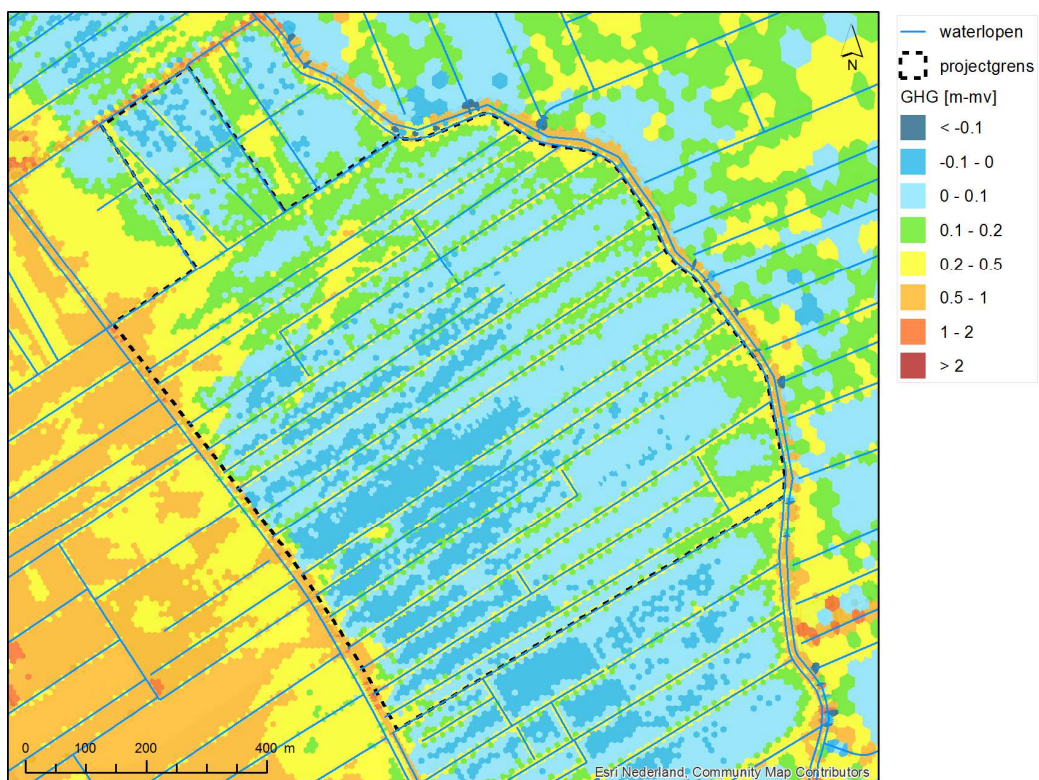 N
0 100 200 400 m
Esri Nederland, Community Map Contributors
waterlopen
projectgrens
GHG [m-mv]
< -0.1
-0.1 - 0
0 - 0.1
0.1 - 0.2
0.2 - 0.5
0.5 - 1
1 - 2
> 2